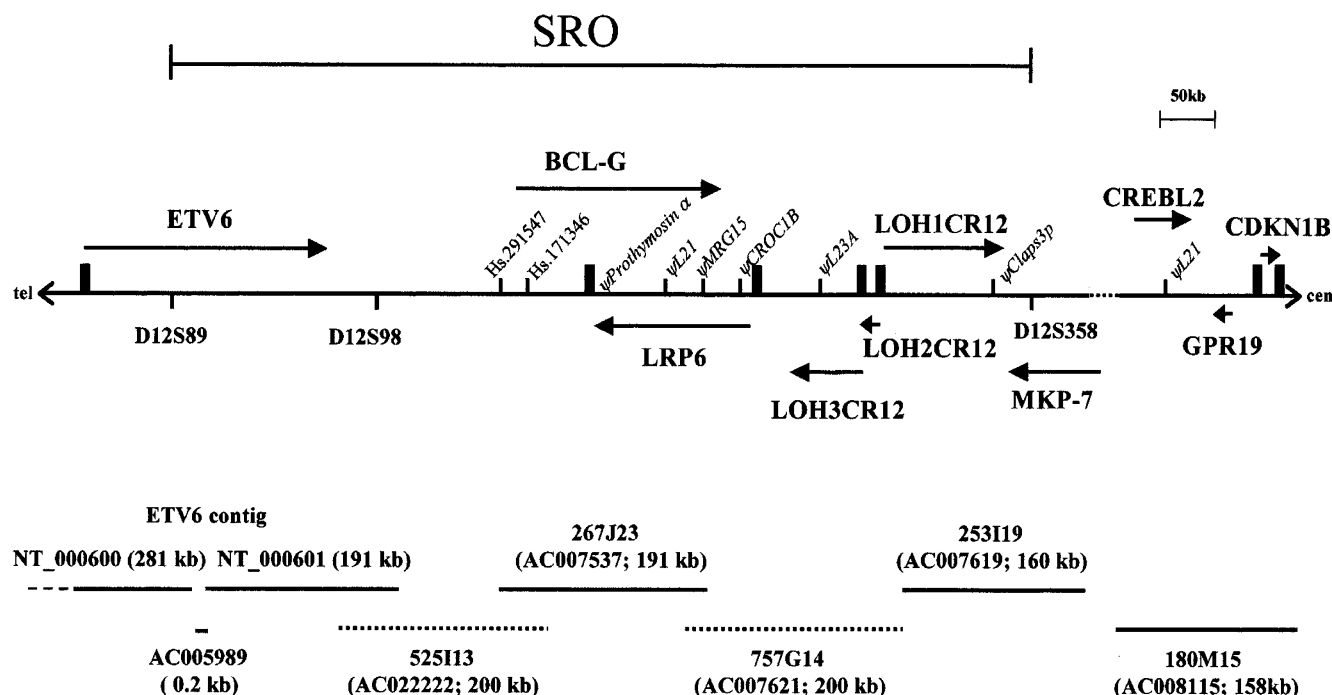 SRO
50kb
BCL-G
CREBL2
ETV6
LOH1CR12
CDKN1B
Hs.291547
Hs.171346
ψProthymosin α
ψL21
ψMRG15
ψCROC1B
ψL23A
ψClaps3p
ψL21
tel
cen
D12S89
D12S98
LRP6
LOH2CR12
D12S358
GPR19
LOH3CR12
MKP-7
ETV6 contig
NT_000600 (281 kb)
NT_000601 (191 kb)
267J23
(AC007537; 191 kb)
253I19
(AC007619; 160 kb)
AC005989
( 0.2 kb)
525I13
(AC022222; 200 kb)
757G14
(AC007621; 200 kb)
180M15
(AC008115; 158kb)